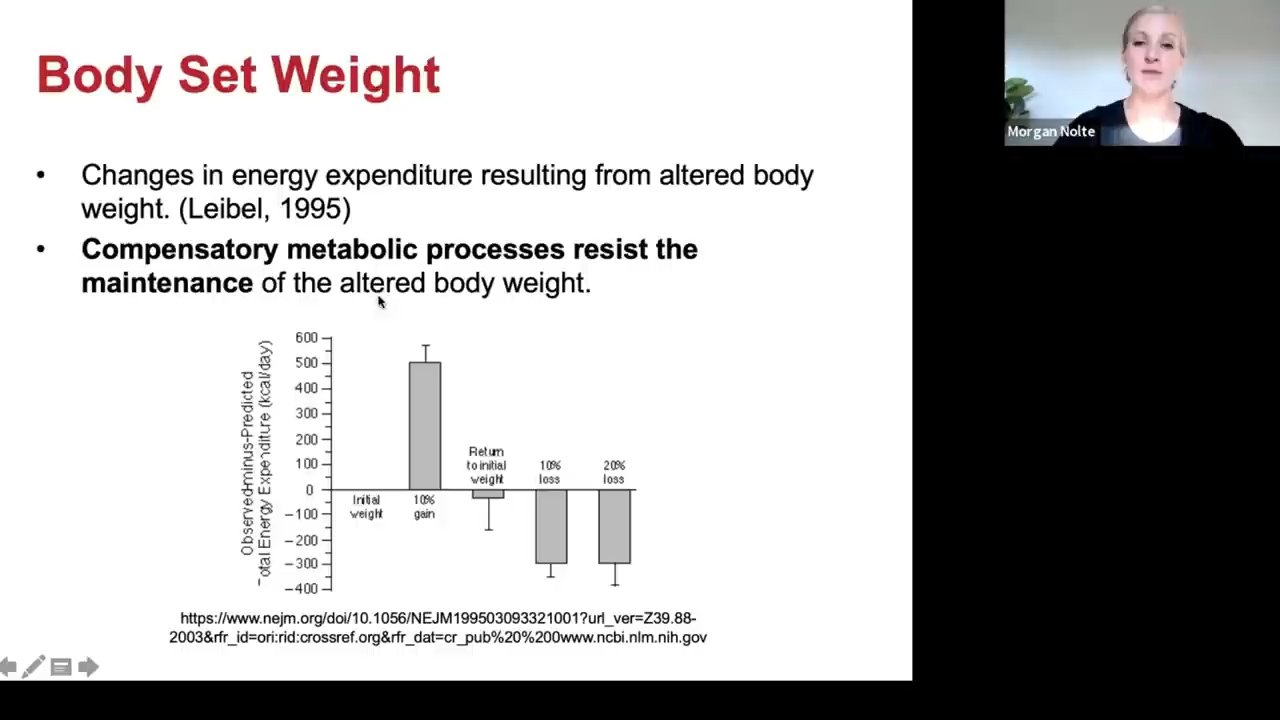 Body Set Weight
• Changes in energy expenditure resulting from altered body
weight. (Leibel, 1995)
• Compensatory metabolic processes resist the
maintenance of the altered body weight.
Observed-minus-Predicted
Total Energy Expenditure (kcal/day)
600
500
400
300
200
100
0
−100
−200
−300
−400
Initial
weight
10%
gain
Return
to initial
weight
10%
loss
20%
loss
https://www.nejm.org/doi/10.1056/NEJM199503093321001?url_ver=Z39.88-
2003&rfr_id=ori:rid:crossref.org&rfr_dat=cr_pub%20%200www.ncbi.nlm.nih.gov
Morgan Nolte